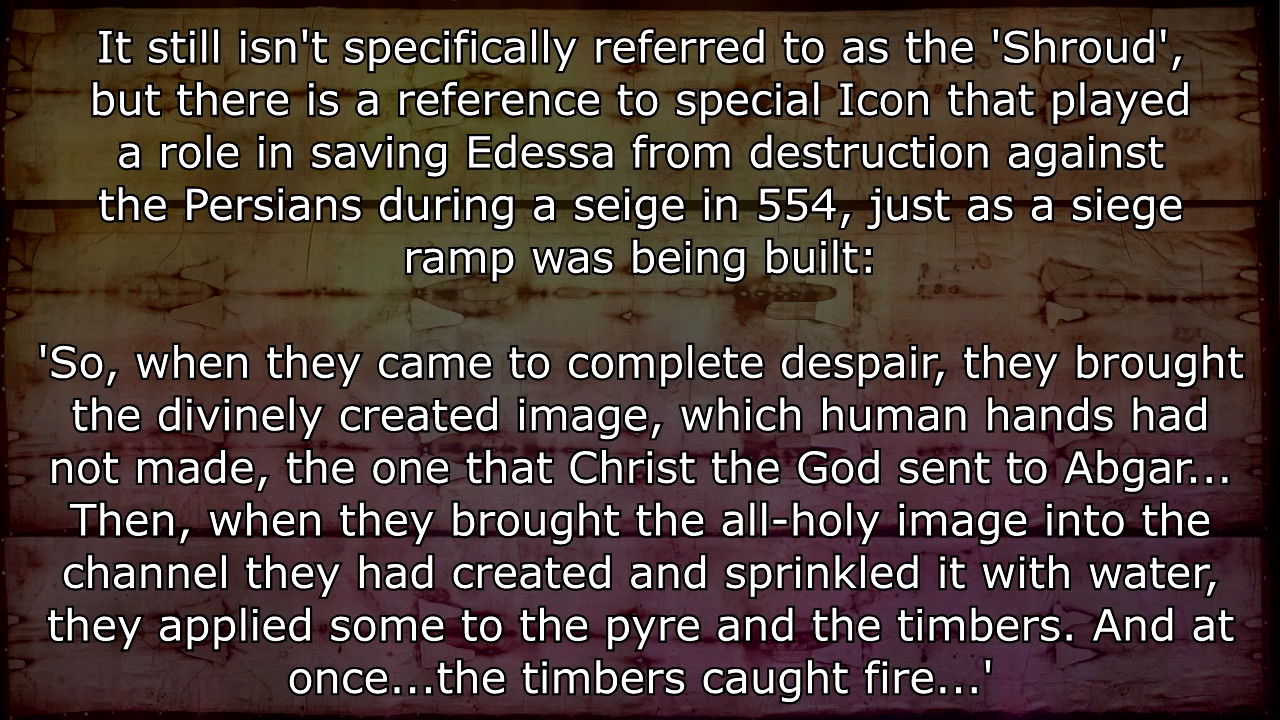 It still isn't specifically referred to as the 'Shroud',
but there is a reference to special Icon that played
a role in saving Edessa from destruction against
the Persians during a seige in 554, just as a siege
ramp was being built:
'So, when they came to complete despair, they brought
the divinely created image, which human hands had
not made, the one that Christ the God sent to Abgar...
Then, when they brought the all-holy image into the
channel they had created and sprinkled it with water,
they applied some to the pyre and the timbers. And at
once...the timbers caught fire...'